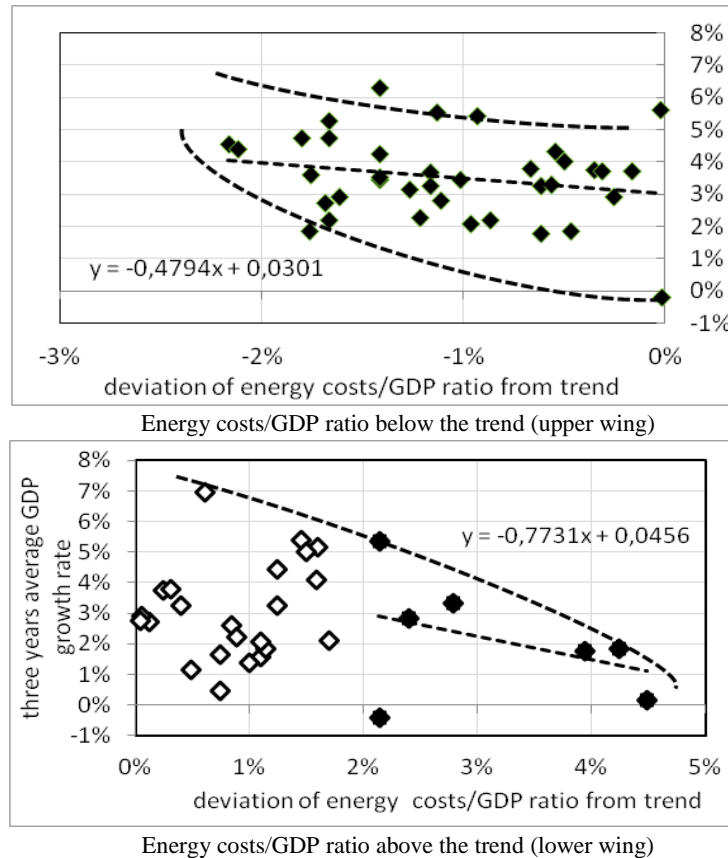 8%
7%
6%
5%
4%
3%
2%
1%
0%
-1%
y = -0,4794x + 0,0301
-3% -2% -1% 0%
deviation of energy costs/GDP ratio from trend
Energy costs/GDP ratio below the trend (upper wing)
8%
7%
6%
5%
4%
3%
2%
1%
0%
-1%
three years average GDP
growth rate
y = -0,7731x + 0,0456
0% 1% 2% 3% 4% 5%
deviation of energy costs/GDP ratio from trend
Energy costs/GDP ratio above the trend (lower wing)